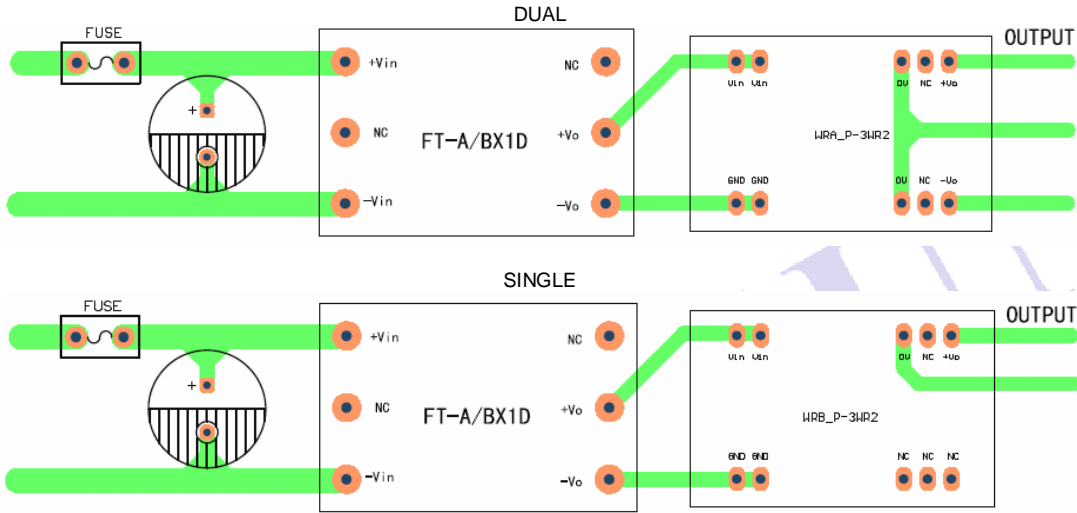 DUAL
FUSE
OUTPUT
+Vin
NC
Vin Vin
0V NC +Vo
+
NC
FT-A/BX1D
+Vo
WRA_P-3WR2
GND GND
0V NC -Vo
-Vin
-Vo
SINGLE
FUSE
OUTPUT
+Vin
NC
Vin Vin
0V NC +Vo
+
NC
FT-A/BX1D
+Vo
WRB_P-3WR2
GND GND
NC NC NC
-Vin
-Vo